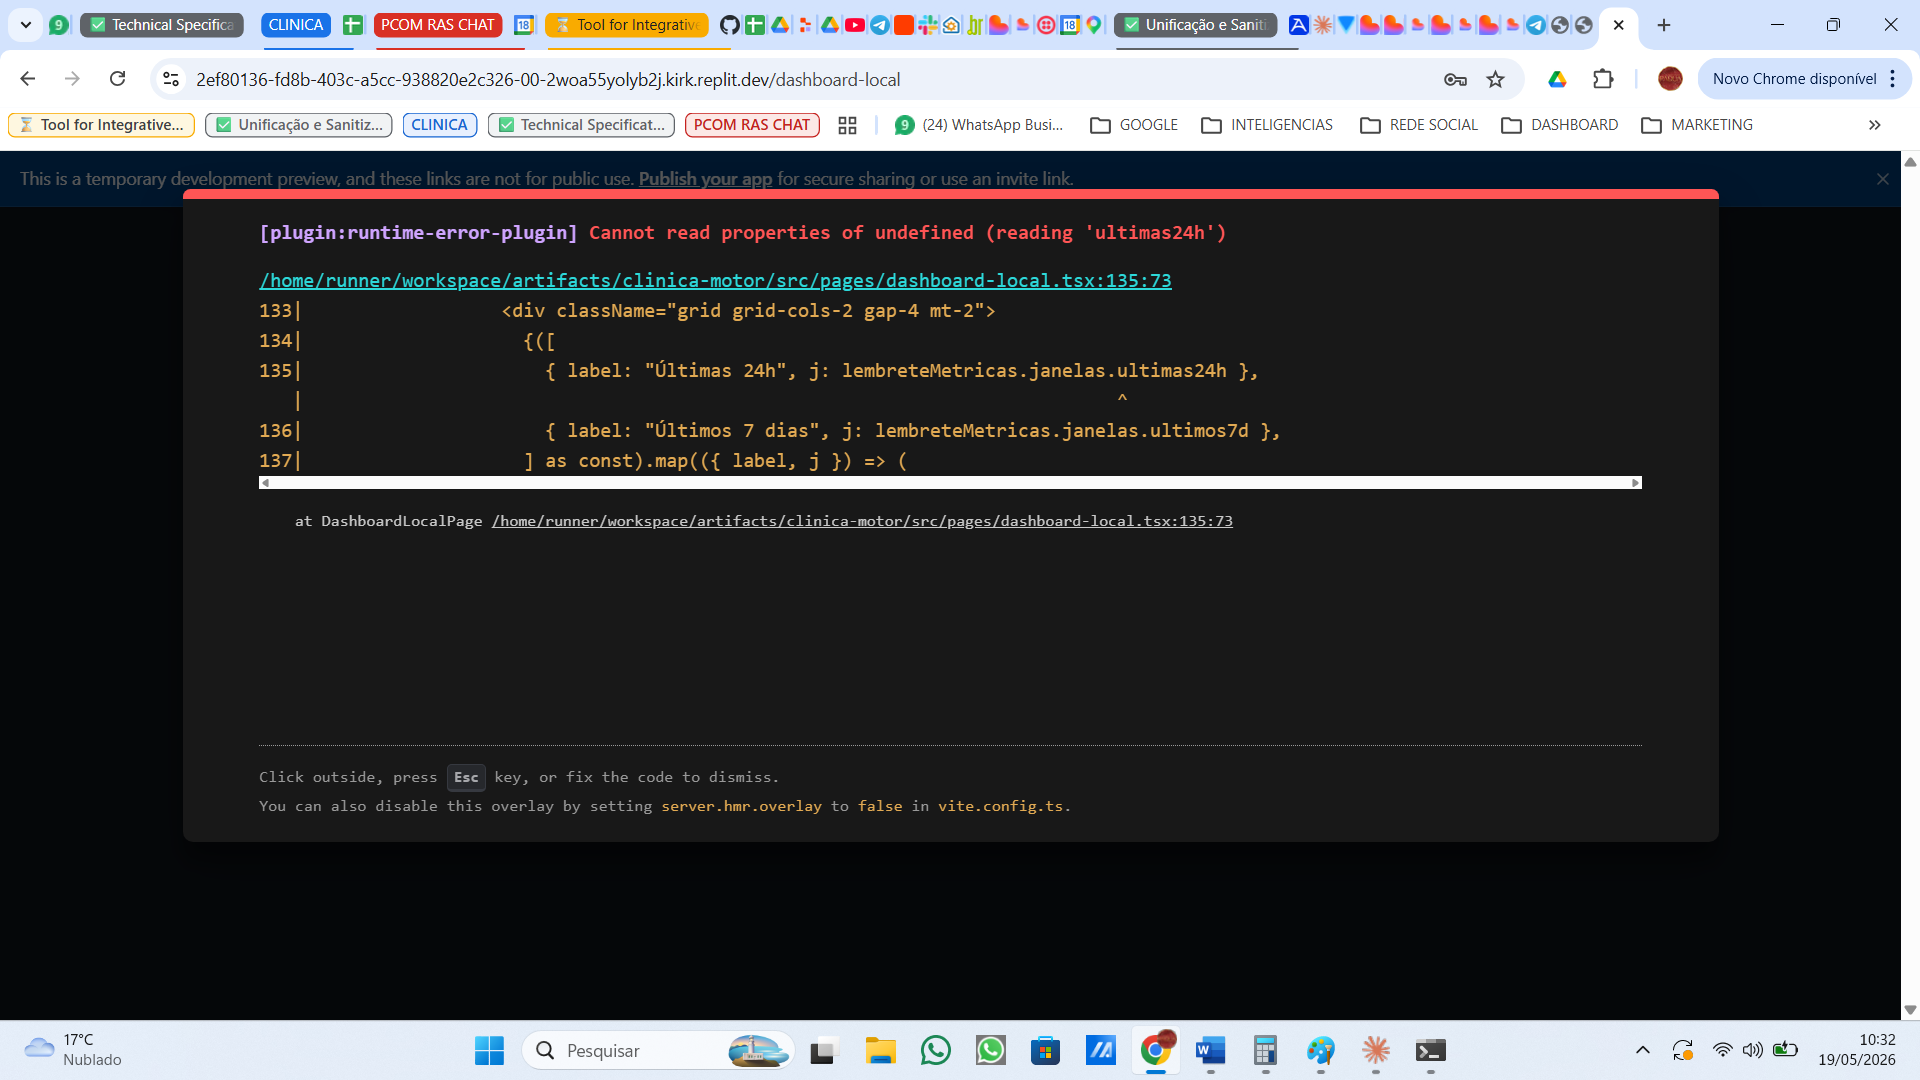 9
Technical Specifica
CLINICA
PCOM RAS CHAT
18
Tool for Integrative
18
Unificação e Saniti
2ef80136-fd8b-403c-a5cc-938820e2c326-00-2woa55yolyb2j.kirk.replit.dev/dashboard-local
Novo Chrome disponível
Tool for Integrative...
Unificação e Sanitiz...
CLINICA
Technical Specificat...
PCOM RAS CHAT
9 (24) WhatsApp Busi...
GOOGLE
INTELIGENCIAS
REDE SOCIAL
DASHBOARD
MARKETING
This is a temporary development preview, and these links are not for public use. Publish your app for secure sharing or use an invite link.
[plugin:runtime-error-plugin] Cannot read properties of undefined (reading 'ultimas24h')
/home/runner/workspace/artifacts/clinica-motor/src/pages/dashboard-local.tsx:135:73
133| <div className="grid grid-cols-2 gap-4 mt-2">
134| {([
135| { label: "Últimas 24h", j: lembreteMetricas.janelas.ultimas24h },
| ^
136| { label: "Últimos 7 dias", j: lembreteMetricas.janelas.ultimos7d },
137| ] as const).map(({ label, j }) => (
at DashboardLocalPage /home/runner/workspace/artifacts/clinica-motor/src/pages/dashboard-local.tsx:135:73
Click outside, press Esc key, or fix the code to dismiss.
You can also disable this overlay by setting server.hmr.overlay to false in vite.config.ts.
17°C
Nublado
Pesquisar
10:32
19/05/2026